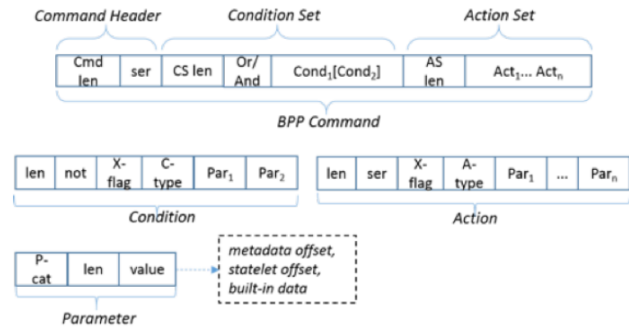 Command Header Condition Set Action Set
Cmd len ser CS len Or/And Cond₁[Cond₂] AS len Act₁... Actₙ
BPP Command
len not X-flag C-type Par₁ Par₂
Condition
len ser X-flag A-type Par₁ ... Parₙ
Action
P-cat len value
Parameter
metadata offset,
statelet offset,
built-in data